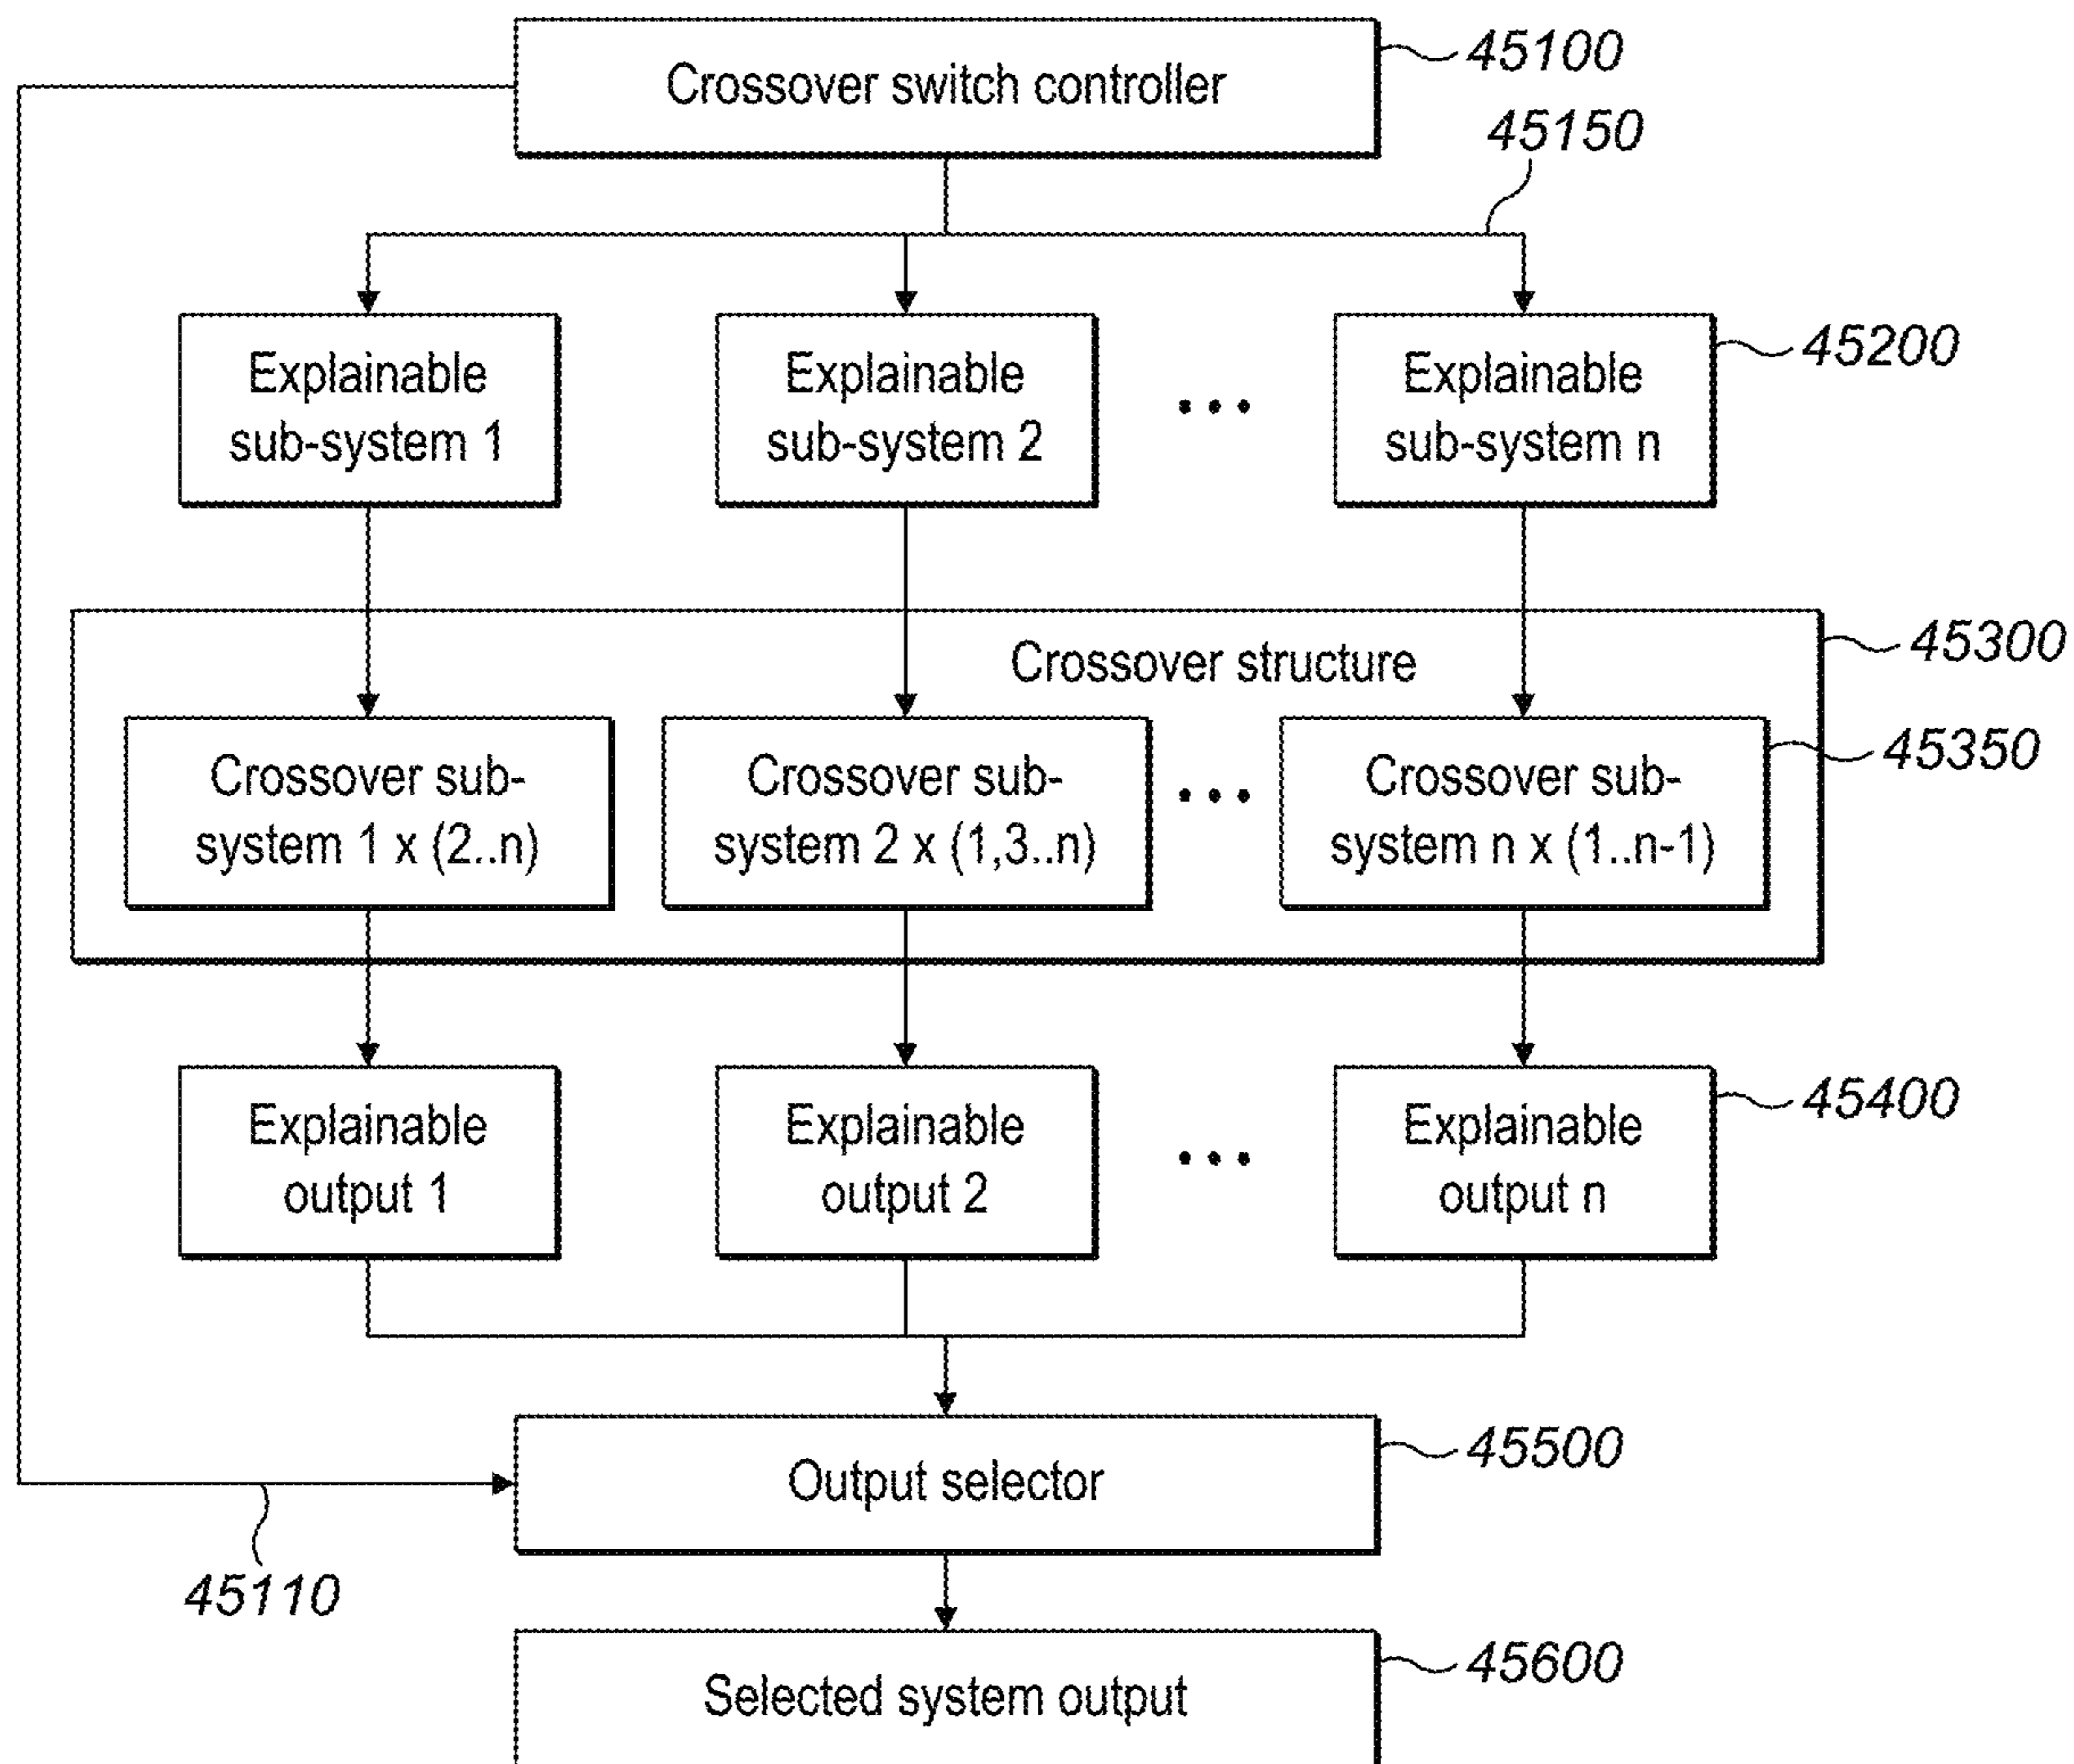 Crossover switch controller
45100
45150
Explainable
sub-system 1
Explainable
sub-system 2
...
Explainable
sub-system n
45200
Crossover structure
45300
Crossover sub-
system 1 x (2..n)
Crossover sub-
system 2 x (1,3..n)
...
Crossover sub-
system n x (1..n-1)
45350
Explainable
output 1
Explainable
output 2
...
Explainable
output n
45400
Output selector
45500
45110
Selected system output
45600